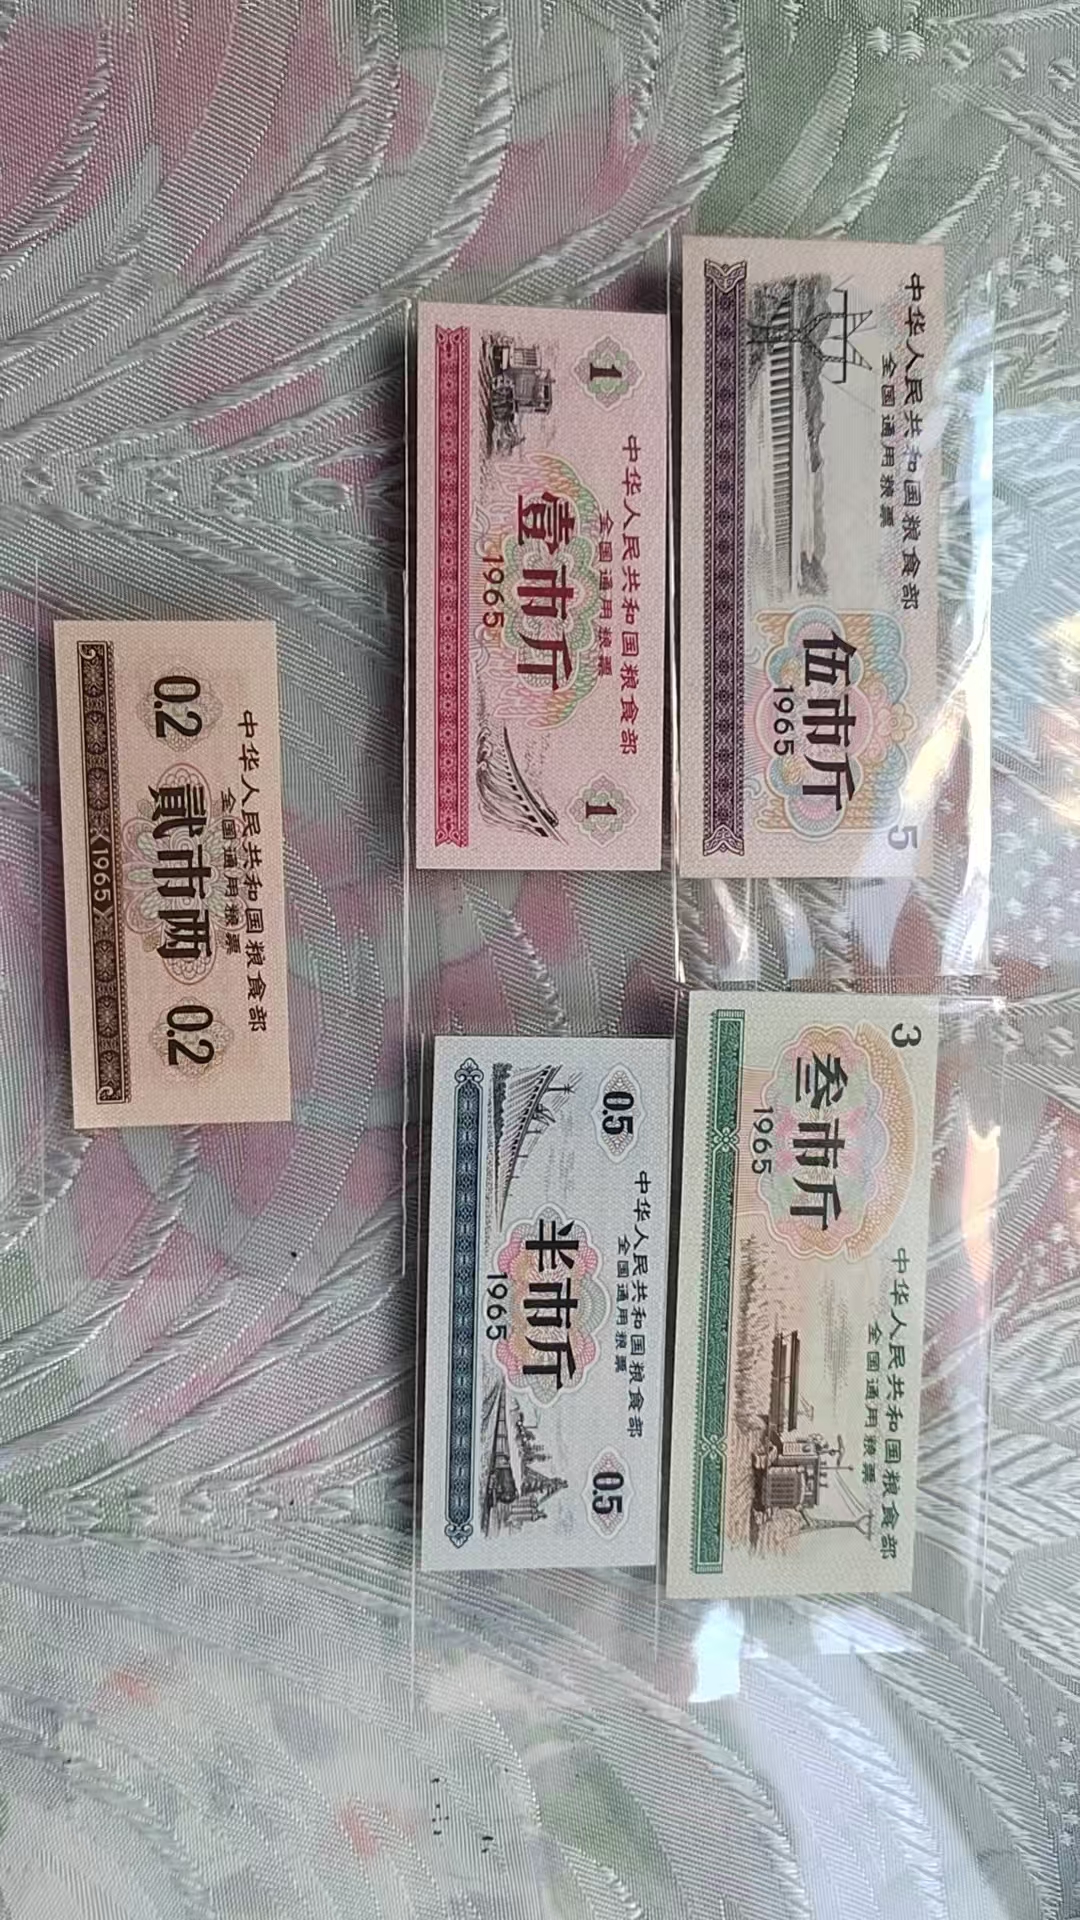 中华人民共和国粮食部
全国通用粮票
伍市斤
1965
5
3
中华人民共和国粮食部
全国通用粮票
叁市斤
1965
1
1
中华人民共和国粮食部
全国通用粮票
壹市斤
1965
0.5
0.5
中华人民共和国粮食部
全国通用粮票
半市斤
1965
中华人民共和国粮食部
全国通用粮票
0.2 贰市两 0.2
1965